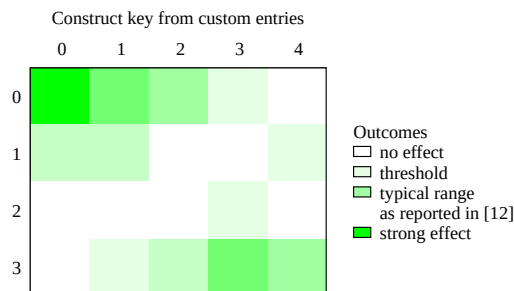 Construct key from custom entries
0 1 2 3 4
0
1
2
3
Outcomes
no effect
threshold
typical range
as reported in [12]
strong effect